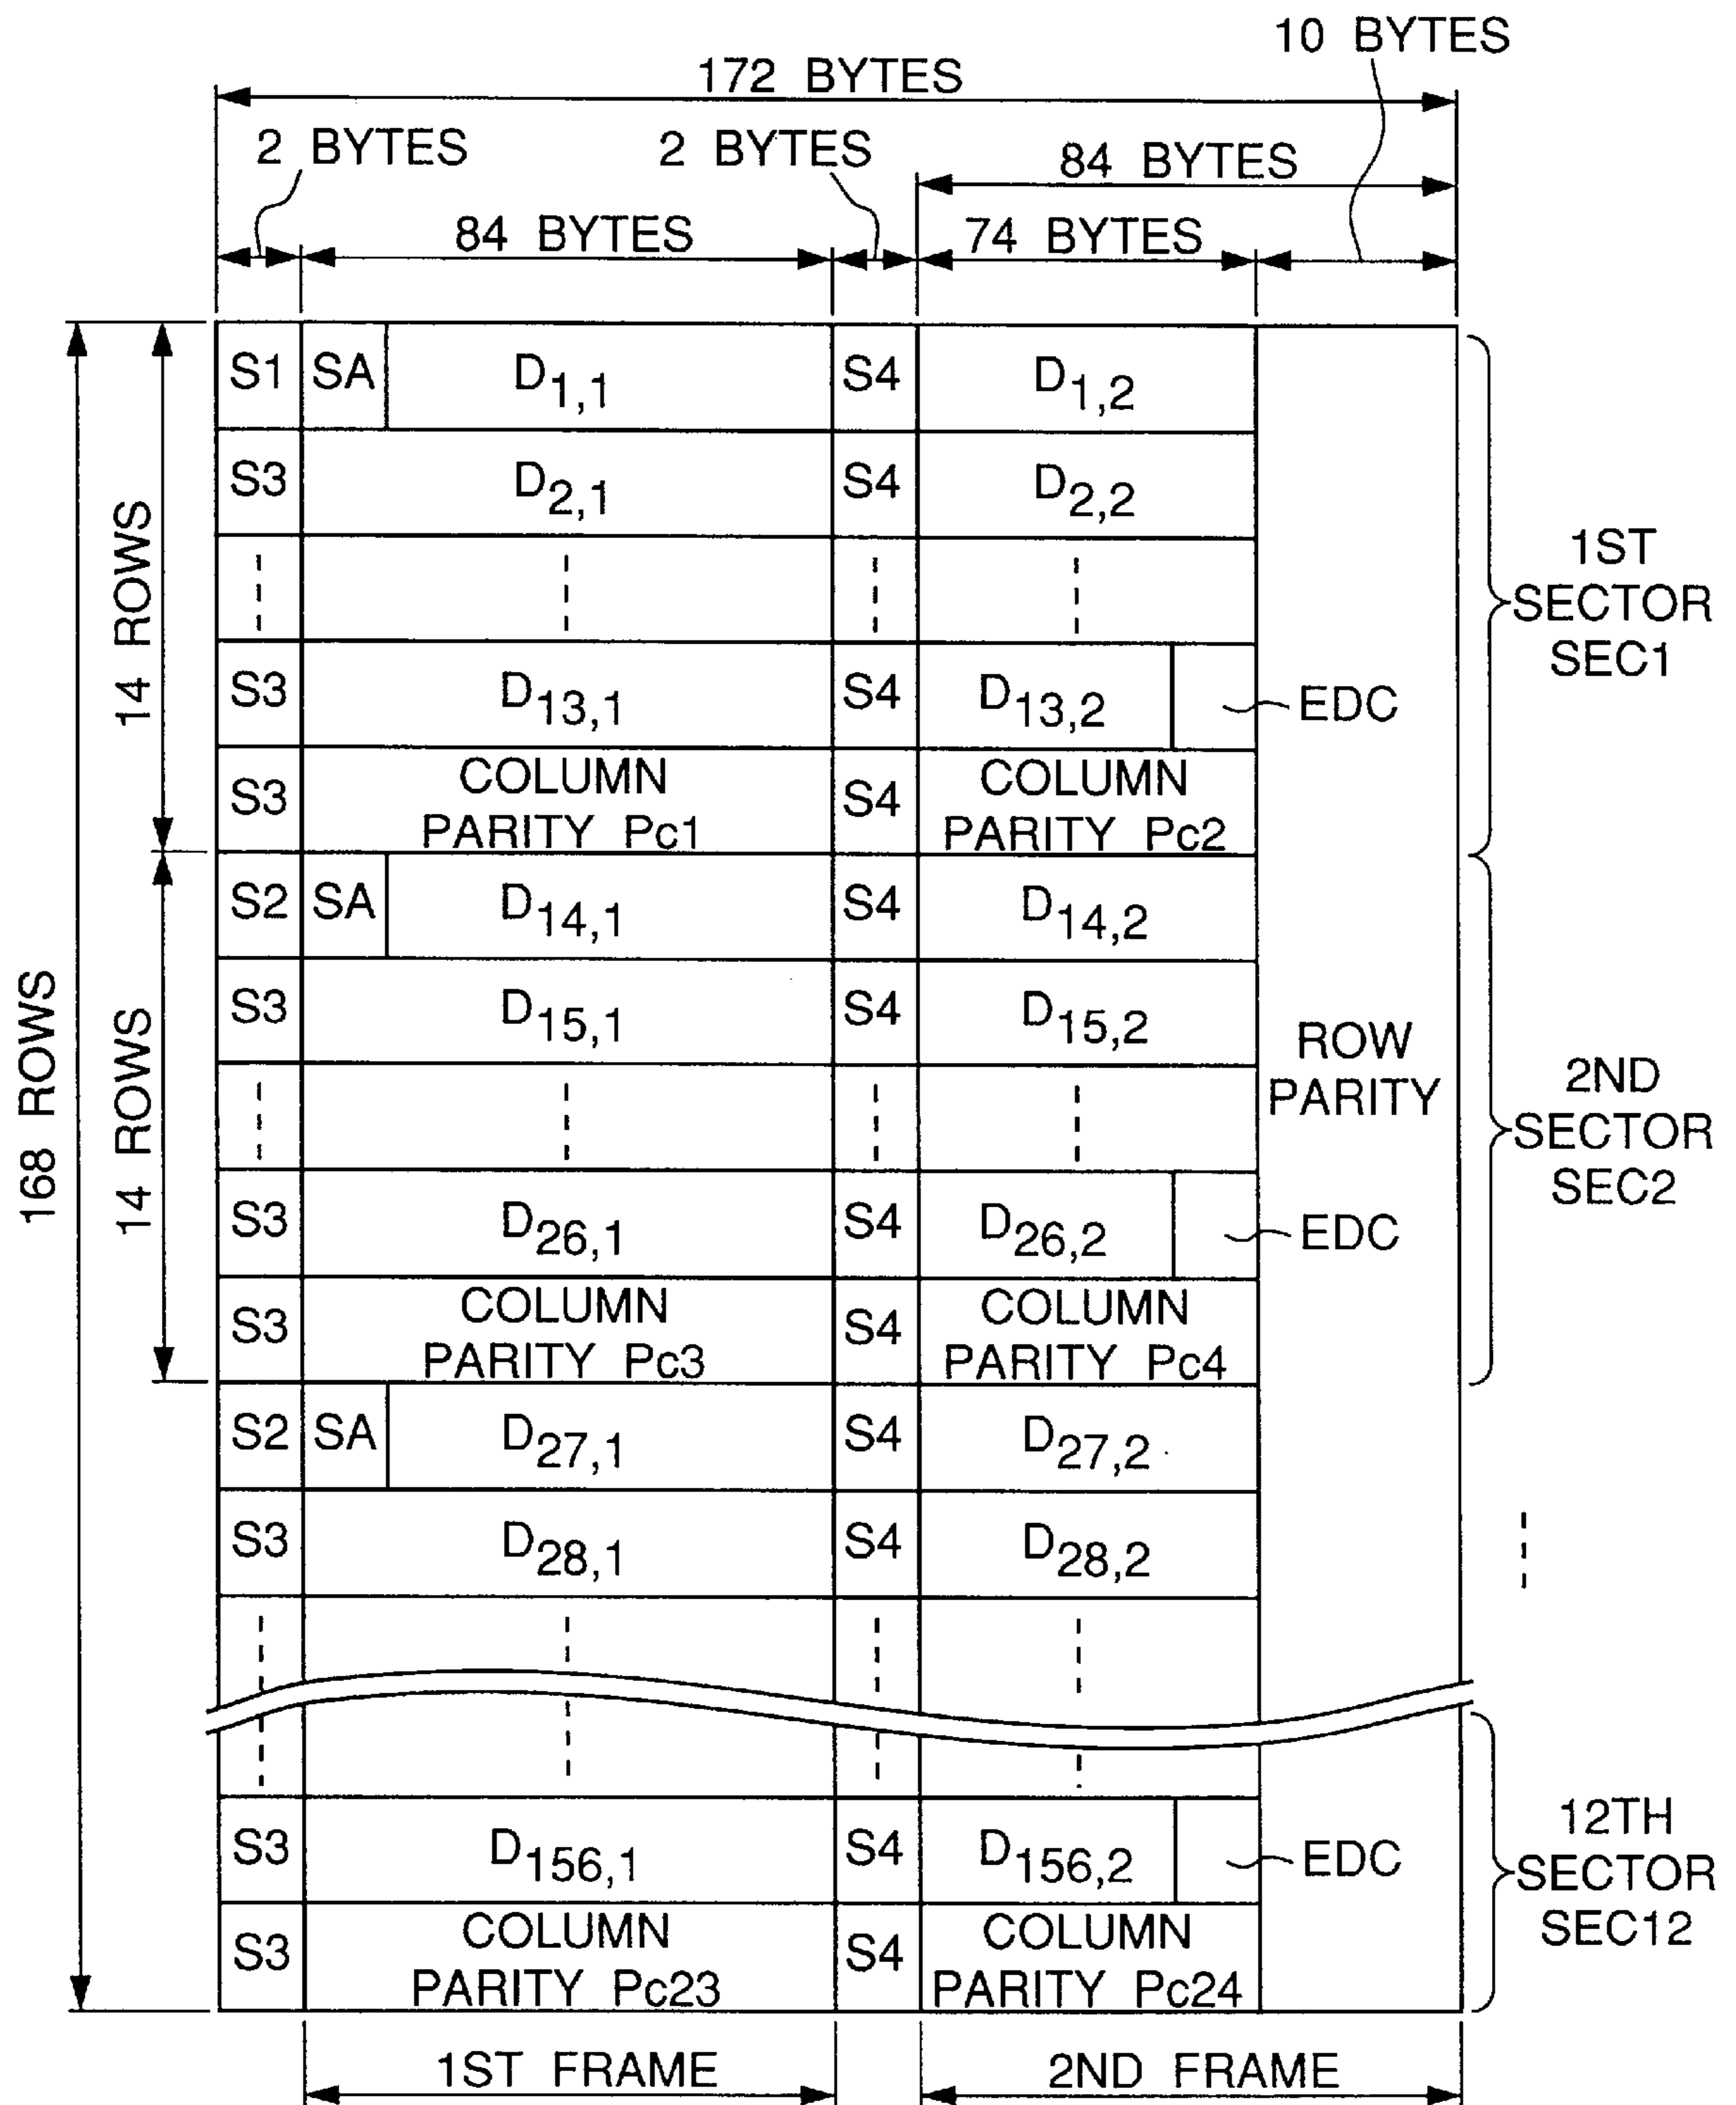 10 BYTES
172 BYTES
2 BYTES
2 BYTES
84 BYTES
84 BYTES
74 BYTES
S1 SA D1,1 S4 D1,2
S3 D2,1 S4 D2,2
14 ROWS
1ST
SECTOR
SEC1
S3 D13,1 S4 D13,2 EDC
S3 COLUMN
PARITY Pc1
S4 COLUMN
PARITY Pc2
S2 SA D14,1 S4 D14,2
S3 D15,1 S4 D15,2
168 ROWS
14 ROWS
ROW
PARITY
2ND
SECTOR
SEC2
S3 D26,1 S4 D26,2 EDC
S3 COLUMN
PARITY Pc3
S4 COLUMN
PARITY Pc4
S2 SA D27,1 S4 D27,2
S3 D28,1 S4 D28,2
S3 D156,1 S4 D156,2 EDC
12TH
SECTOR
SEC12
S3 COLUMN
PARITY Pc23
S4 COLUMN
PARITY Pc24
1ST FRAME
2ND FRAME